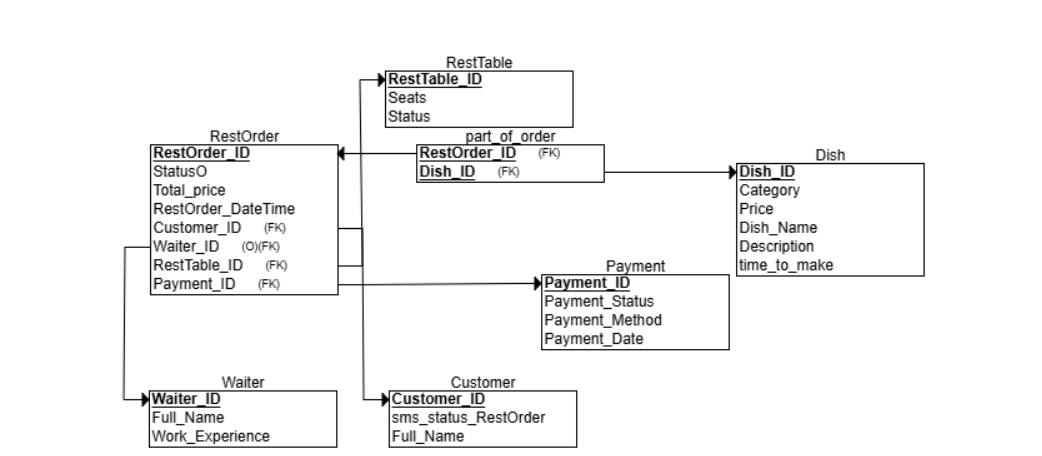 RestTable
RestTable_ID
Seats
Status
part_of_order
RestOrder_ID (FK)
Dish_ID (FK)
RestOrder
RestOrder_ID
StatusO
Total_price
RestOrder_DateTime
Customer_ID (FK)
Waiter_ID (O)(FK)
RestTable_ID (FK)
Payment_ID (FK)
Dish
Dish_ID
Category
Price
Dish_Name
Description
time_to_make
Payment
Payment_ID
Payment_Status
Payment_Method
Payment_Date
Waiter
Waiter_ID
Full_Name
Work_Experience
Customer
Customer_ID
sms_status_RestOrder
Full_Name